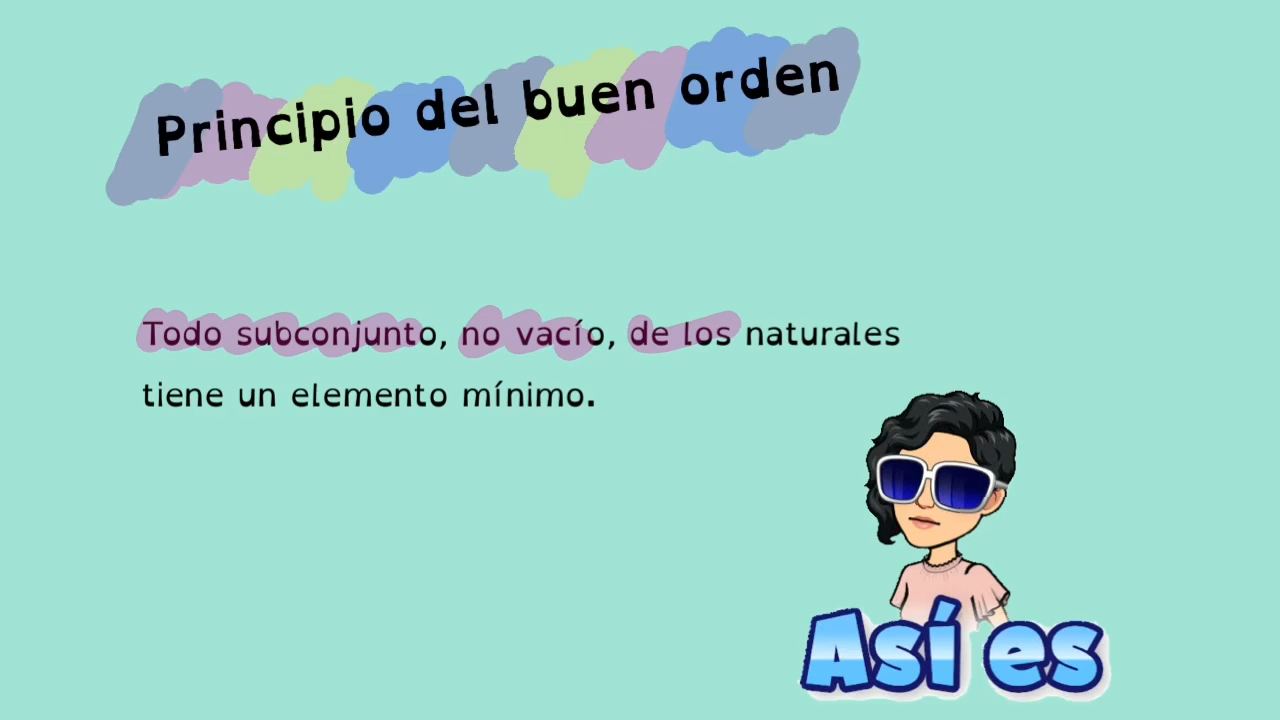 Principio del buen orden
Todo subconjunto, no vacío, de los naturales
tiene un elemento mínimo.
Así es